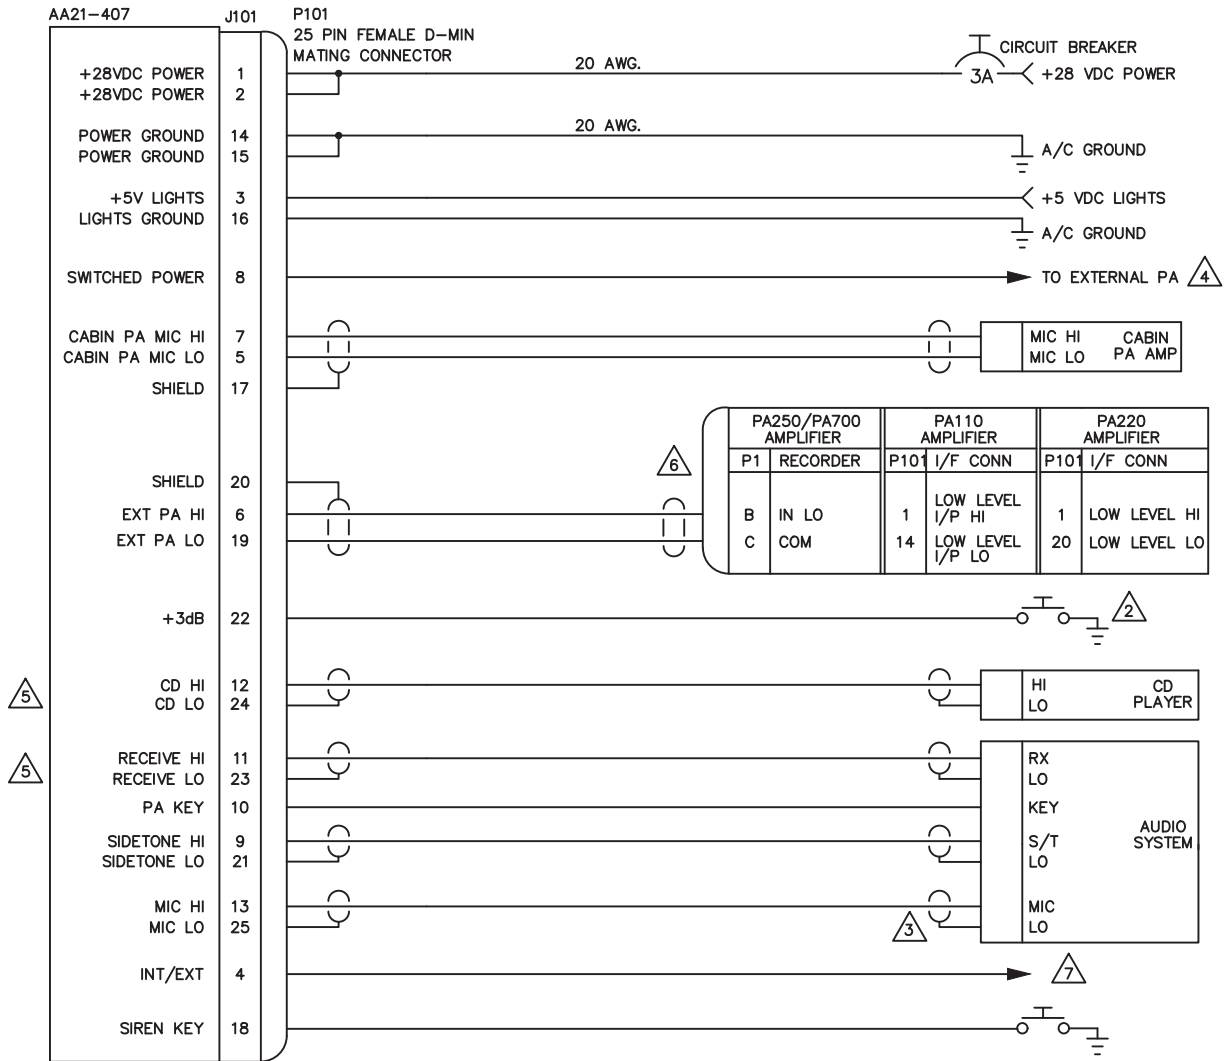 AA21-407 J101 P101
25 PIN FEMALE D-MIN
MATING CONNECTOR
CIRCUIT BREAKER
20 AWG.
+28VDC POWER 1 3A +28 VDC POWER
+28VDC POWER 2
20 AWG.
POWER GROUND 14
POWER GROUND 15 A/C GROUND
+5V LIGHTS 3 +5 VDC LIGHTS
LIGHTS GROUND 16
A/C GROUND
SWITCHED POWER 8 TO EXTERNAL PA 4
CABIN PA MIC HI 7 MIC HI CABIN
CABIN PA MIC LO 5 MIC LO PA AMP
SHIELD 17
PA250/PA700 PA110 PA220
AMPLIFIER AMPLIFIER AMPLIFIER
6 P1 RECORDER P101 I/F CONN P101 I/F CONN
SHIELD 20
LOW LEVEL
EXT PA HI 6 B IN LO 1 I/P HI 1 LOW LEVEL HI
EXT PA LO 19 C COM 14 LOW LEVEL 20 LOW LEVEL LO
I/P LO
+3dB 22 2
5 CD HI 12 HI CD
CD LO 24 LO PLAYER
5 RECEIVE HI 11 RX
RECEIVE LO 23 LO
PA KEY 10 KEY
AUDIO
SIDETONE HI 9 S/T SYSTEM
SIDETONE LO 21 LO
MIC HI 13 MIC
MIC LO 25 3 LO
INT/EXT 4 7
SIREN KEY 18